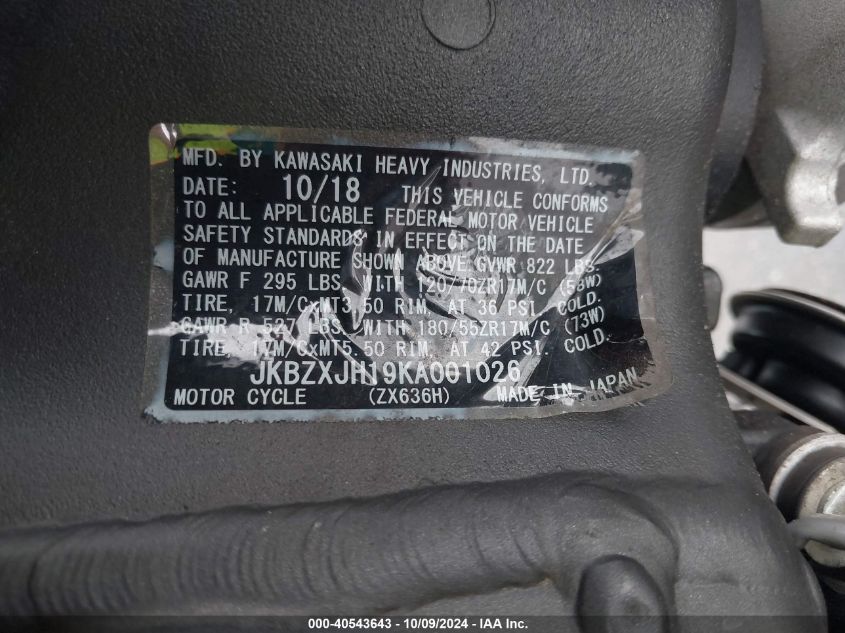 MFD. BY KAWASAKI HEAVY INDUSTRIES, LTD.
DATE: 10/18 THIS VEHICLE CONFORMS
TO ALL APPLICABLE FEDERAL MOTOR VEHICLE
SAFETY STANDARDS IN EFFECT ON THE DATE
OF MANUFACTURE SHOWN ABOVE GVWR 822 LBS.
GAWR F 295 LBS. WITH 120/70ZR17M/C (58W)
TIRE, 17M/CxMT3.50 RIM, AT 36 PSI COLD.
GAWR R 527 LBS. WITH 180/55ZR17M/C (73W)
TIRE, 17M/CxMT5.50 RIM, AT 42 PSI COLD.
JKBZXJH19KA001026
MOTOR CYCLE (ZX636H) MADE IN JAPAN
000-40543643 - 10/09/2024 - IAA Inc.